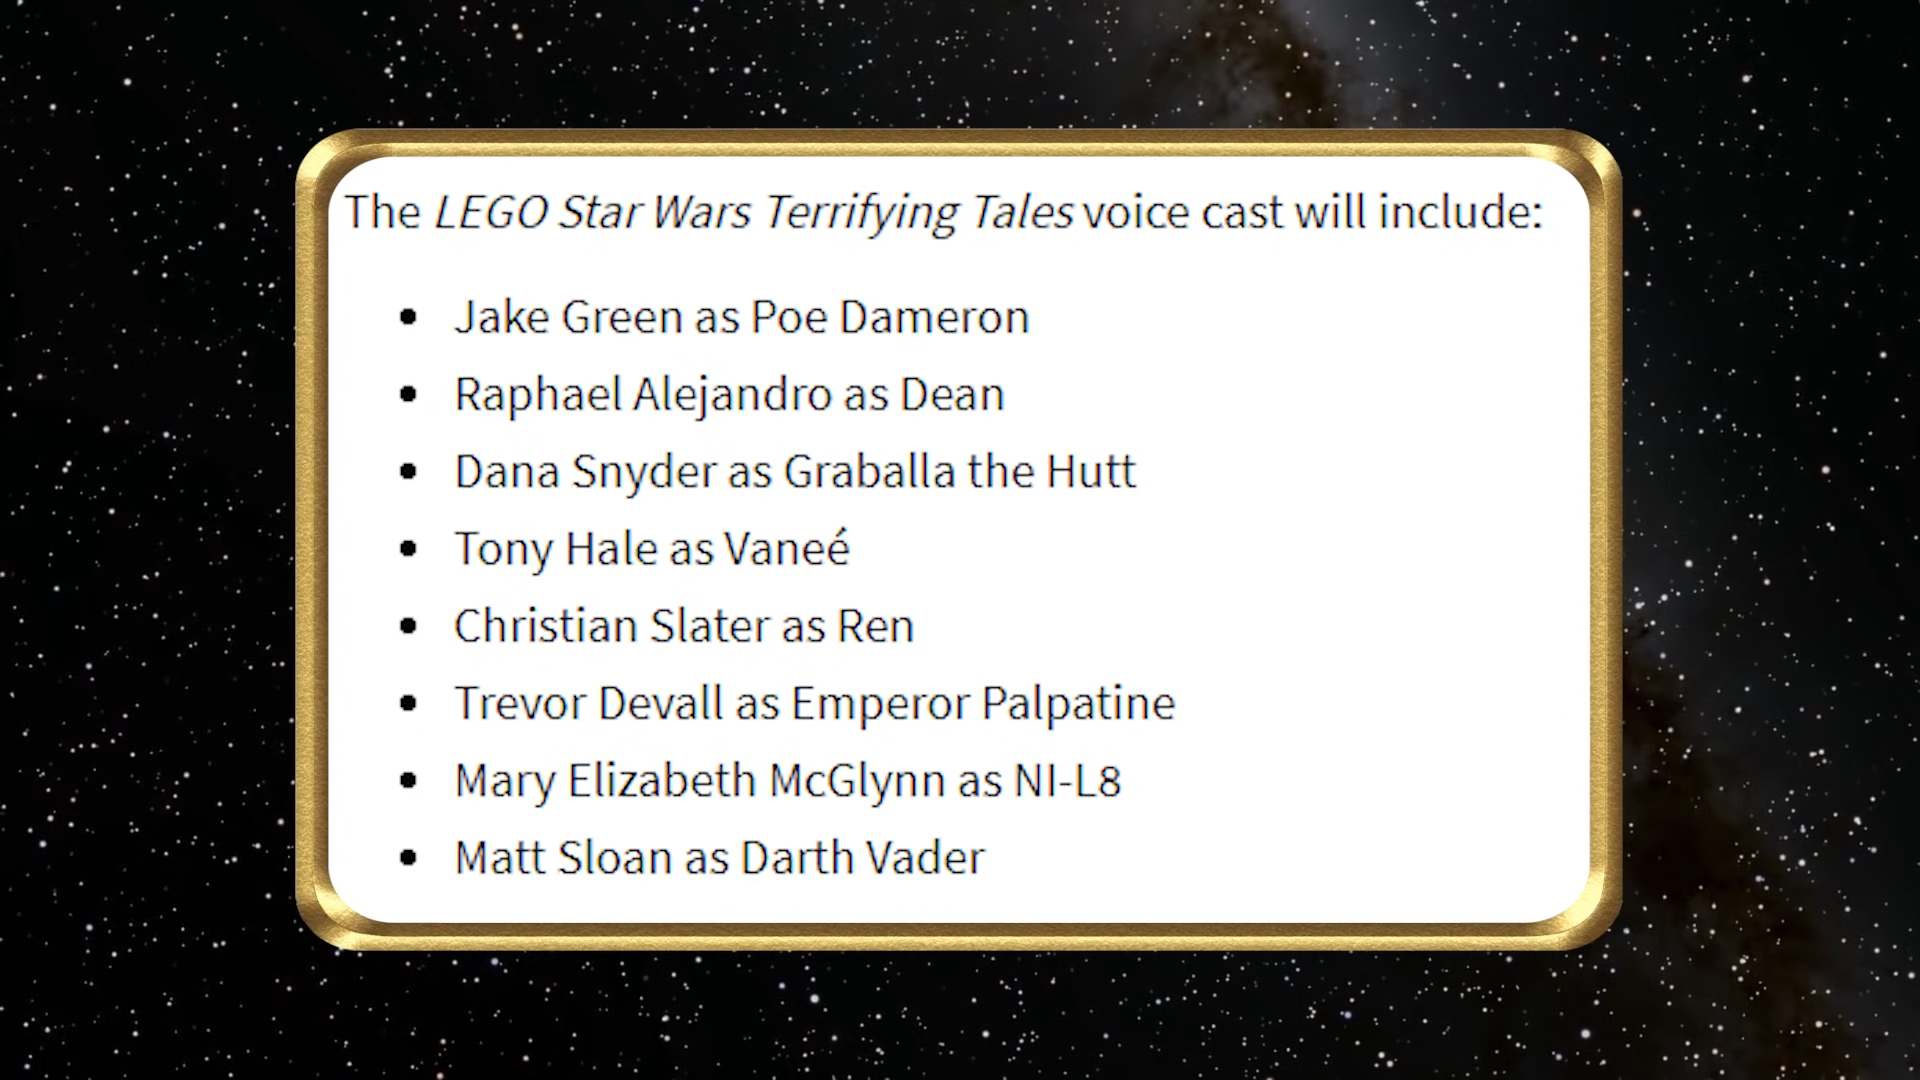 The LEGO Star Wars Terrifying Tales voice cast will include:
• Jake Green as Poe Dameron
• Raphael Alejandro as Dean
• Dana Snyder as Graballa the Hutt
• Tony Hale as Vaneé
• Christian Slater as Ren
• Trevor Devall as Emperor Palpatine
• Mary Elizabeth McGlynn as NI-L8
• Matt Sloan as Darth Vader